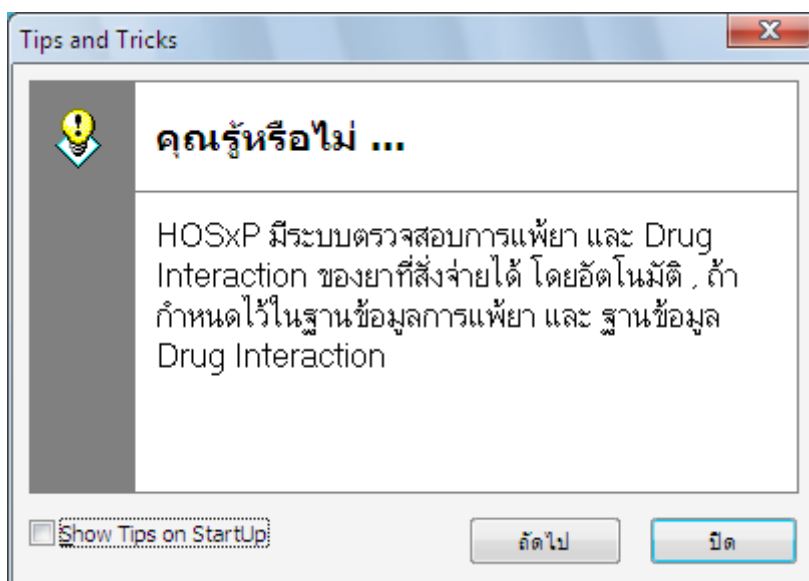 Tips and Tricks
คุณรู้หรือไม่ ...
HOSxP มีระบบตรวจสอบการแพ้ยา และ Drug
Interaction ของยาที่สั่งจ่ายได้ โดยอัตโนมัติ , ถ้า
กำหนดไว้ในฐานข้อมูลการแพ้ยา และ ฐานข้อมูล
Drug Interaction
Show Tips on StartUp
ถัดไป
ปิด